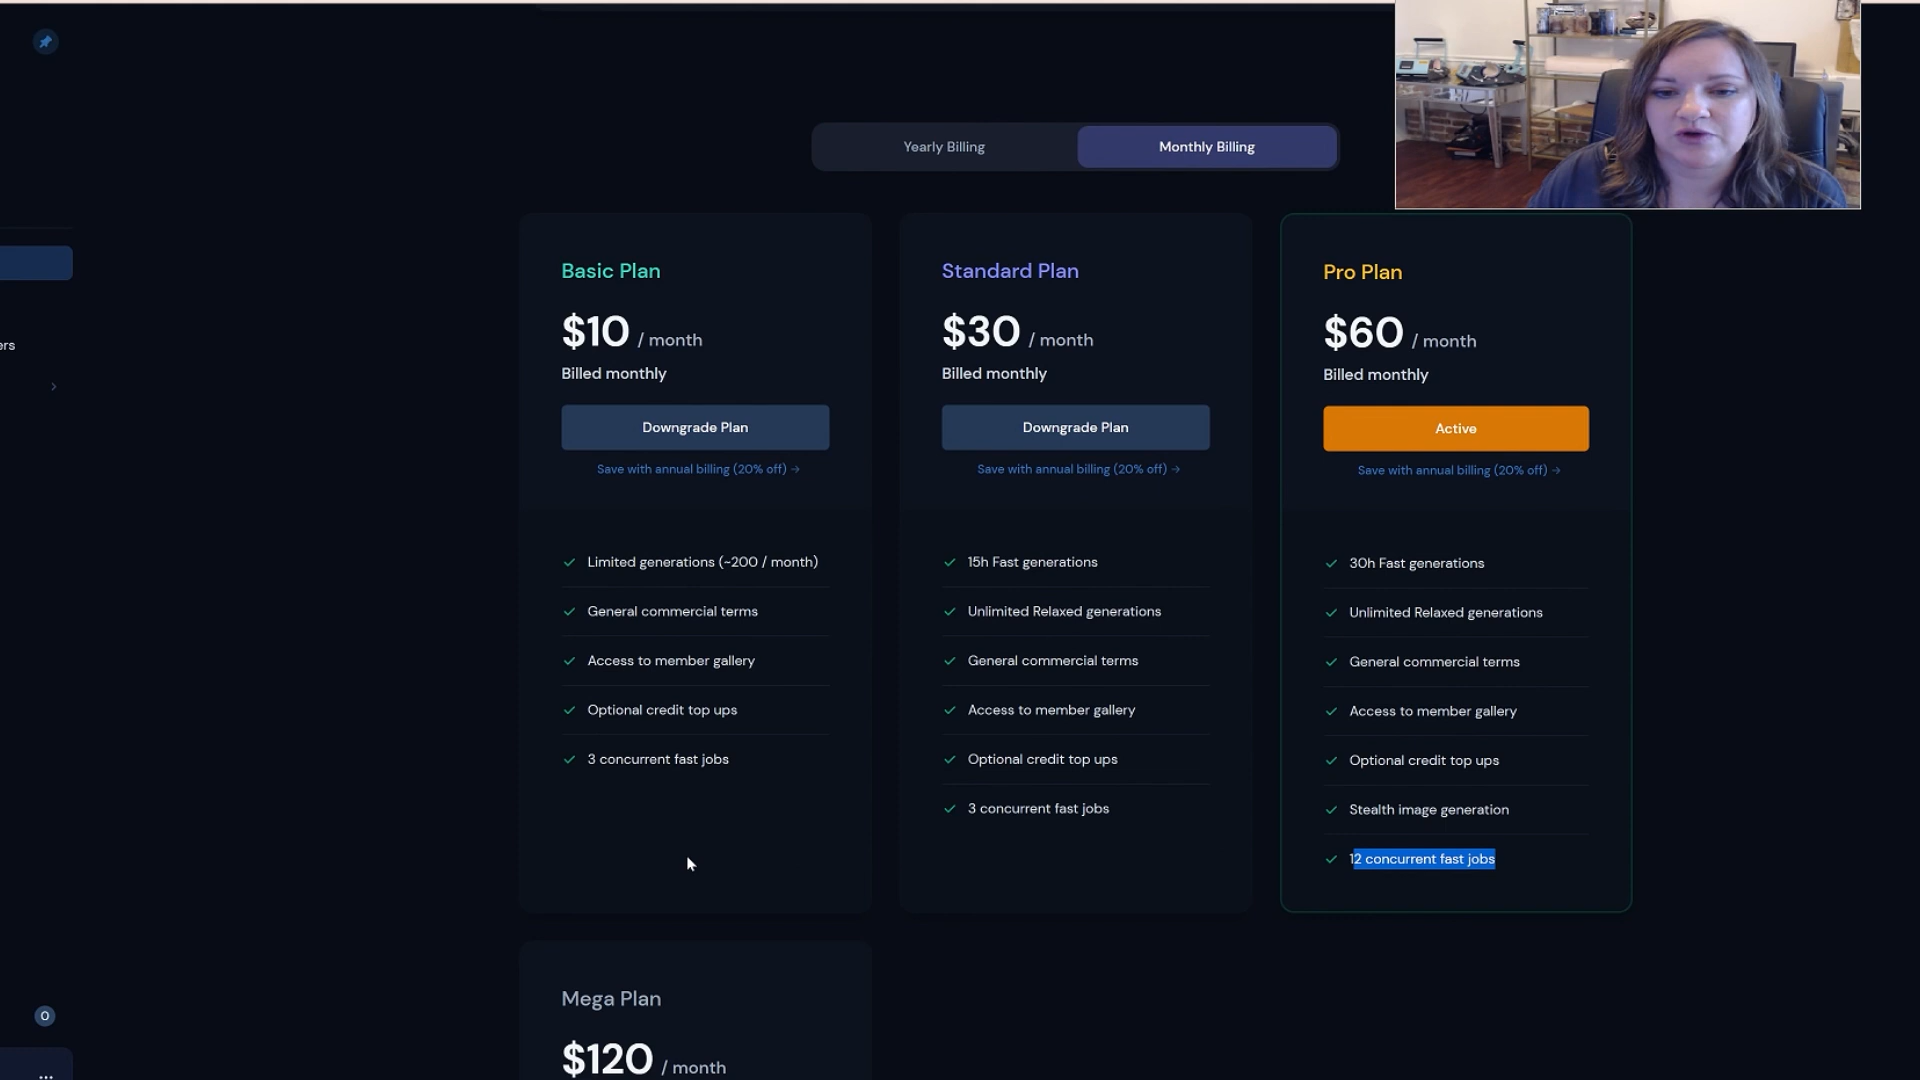 Yearly Billing
Monthly Billing
Basic Plan
$10 / month
Billed monthly
Downgrade Plan
Save with annual billing (20% off) →
Limited generations (~200 / month)
General commercial terms
Access to member gallery
Optional credit top ups
3 concurrent fast jobs
Standard Plan
$30 / month
Billed monthly
Downgrade Plan
Save with annual billing (20% off) →
15h Fast generations
Unlimited Relaxed generations
General commercial terms
Access to member gallery
Optional credit top ups
3 concurrent fast jobs
Pro Plan
$60 / month
Billed monthly
Active
Save with annual billing (20% off) →
30h Fast generations
Unlimited Relaxed generations
General commercial terms
Access to member gallery
Optional credit top ups
Stealth image generation
12 concurrent fast jobs
Mega Plan
$120 / month
ers
0
...